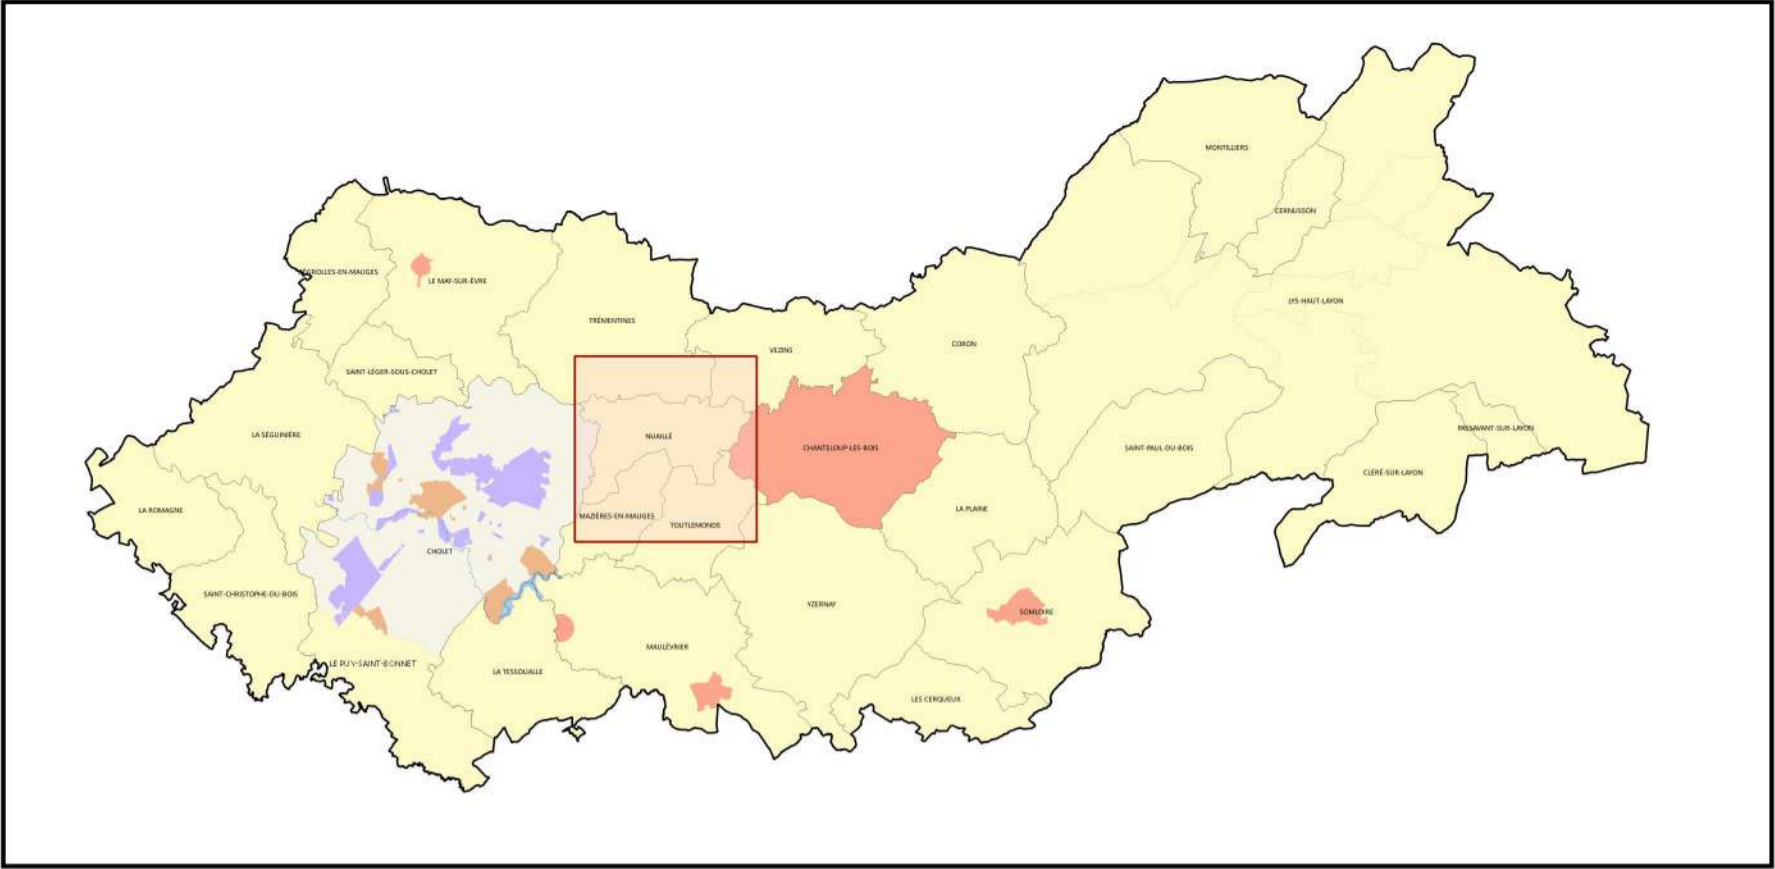 MONTILLIERS
CERNUSSON
BÉGROLLES-EN-MAUGES
LE MAY-SUR-ÈVRE
LYS-HAUT-LAYON
TRÉMENTINES
VEZINS
CORON
SAINT-LÉGER-SOUS-CHOLET
LA SÉGUINIÈRE
NUAILLÉ
CHANTELOUP-LES-BOIS
SAINT-PAUL-DU-BOIS
PASSAVANT-SUR-LAYON
CLÉRÉ-SUR-LAYON
LA ROMAGNE
MAZIÈRES-EN-MAUGES
TOUTLEMONDE
LA PLAINE
CHOLET
SAINT-CHRISTOPHE-DU-BOIS
YZERNAY
SOMLOIRE
MAULÉVRIER
LE PUY-SAINT-BONNET
LA TESSOUALLE
LES CERQUEUX